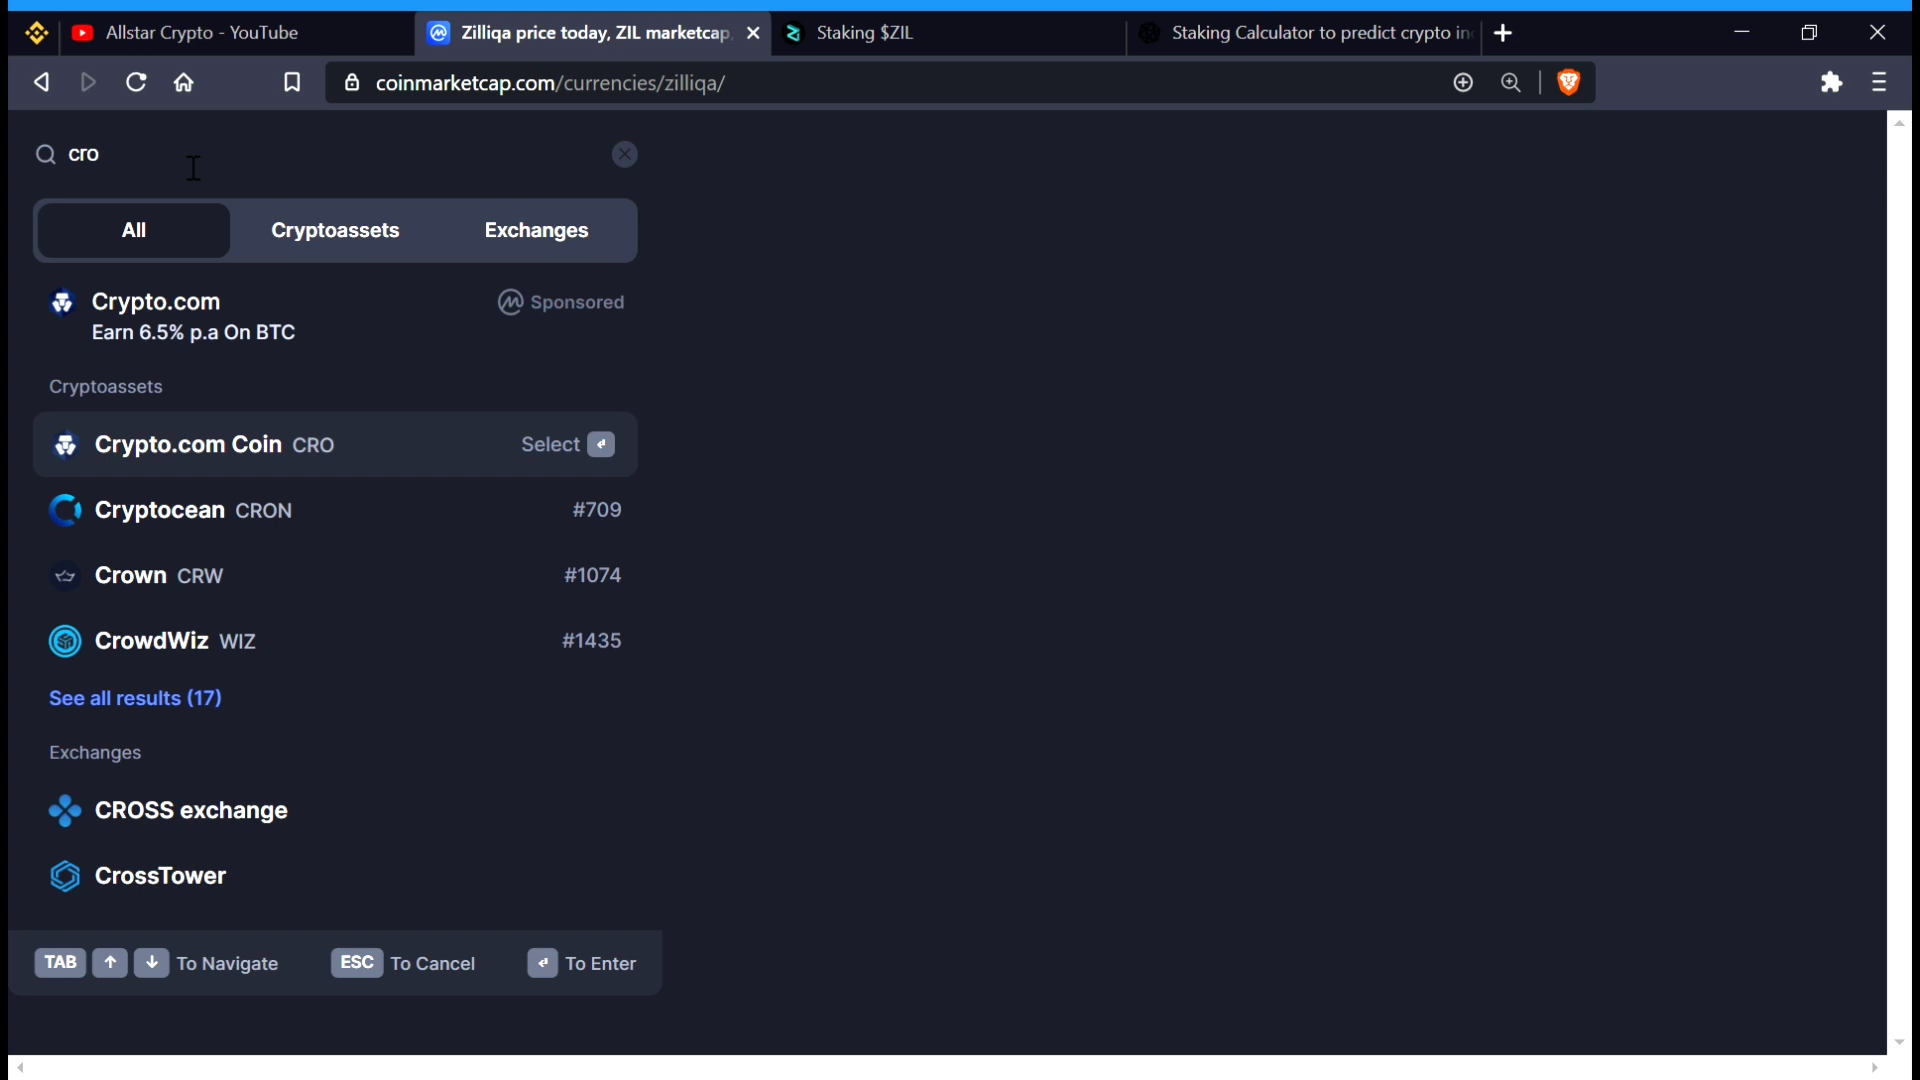 Allstar Crypto - YouTube
Zilliqa price today, ZIL marketcap,
Staking $ZIL
Staking Calculator to predict crypto in
coinmarketcap.com/currencies/zilliqa/
cro
All
Cryptoassets
Exchanges
Crypto.com
Sponsored
Earn 6.5% p.a On BTC
Cryptoassets
Crypto.com Coin CRO
Select
Cryptocean CRON
#709
Crown CRW
#1074
CrowdWiz WIZ
#1435
See all results (17)
Exchanges
CROSS exchange
CrossTower
TAB
To Navigate
ESC
To Cancel
To Enter